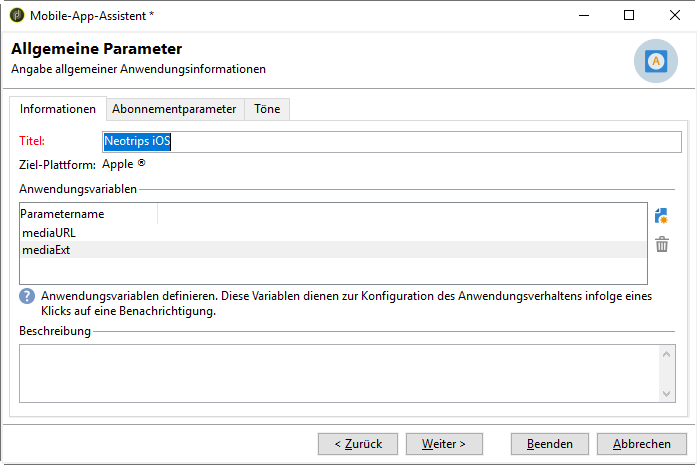 Mobile-App-Assistent *
Allgemeine Parameter
Angabe allgemeiner Anwendungsinformationen
A
Informationen Abonnementparameter Töne
Titel: Neotrips iOS
Ziel-Plattform: Apple ®
Anwendungsvariablen
Parametername
mediaURL
mediaExt
? Anwendungsvariablen definieren. Diese Variablen dienen zur Konfiguration des Anwendungsverhaltens infolge eines
Klicks auf eine Benachrichtigung.
Beschreibung
< Zurück Weiter > Beenden Abbrechen